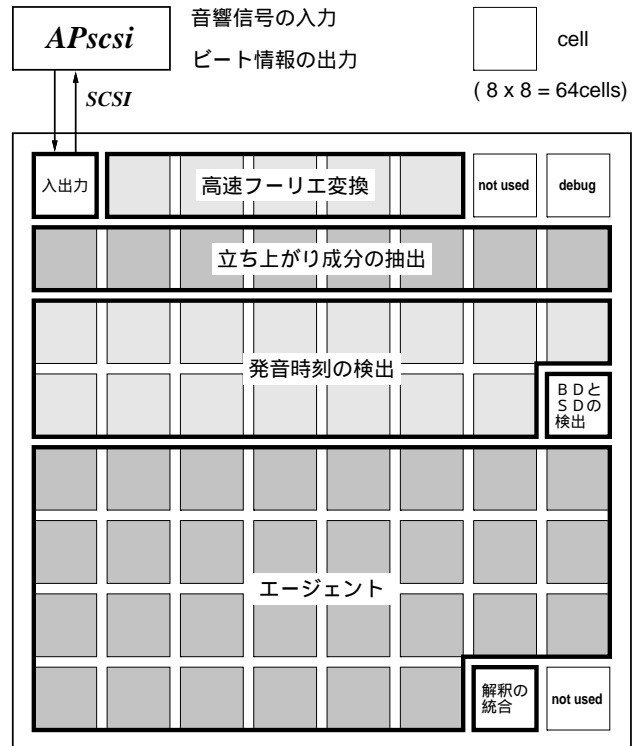 APscsi
音響信号の入力
ビート情報の出力
SCSI
cell
( 8 x 8 = 64cells)
入出力
高速フーリエ変換
not used
debug
立ち上がり成分の抽出
発音時刻の検出
ＢＤと
ＳＤの
検出
エージェント
解釈の
統合
not used